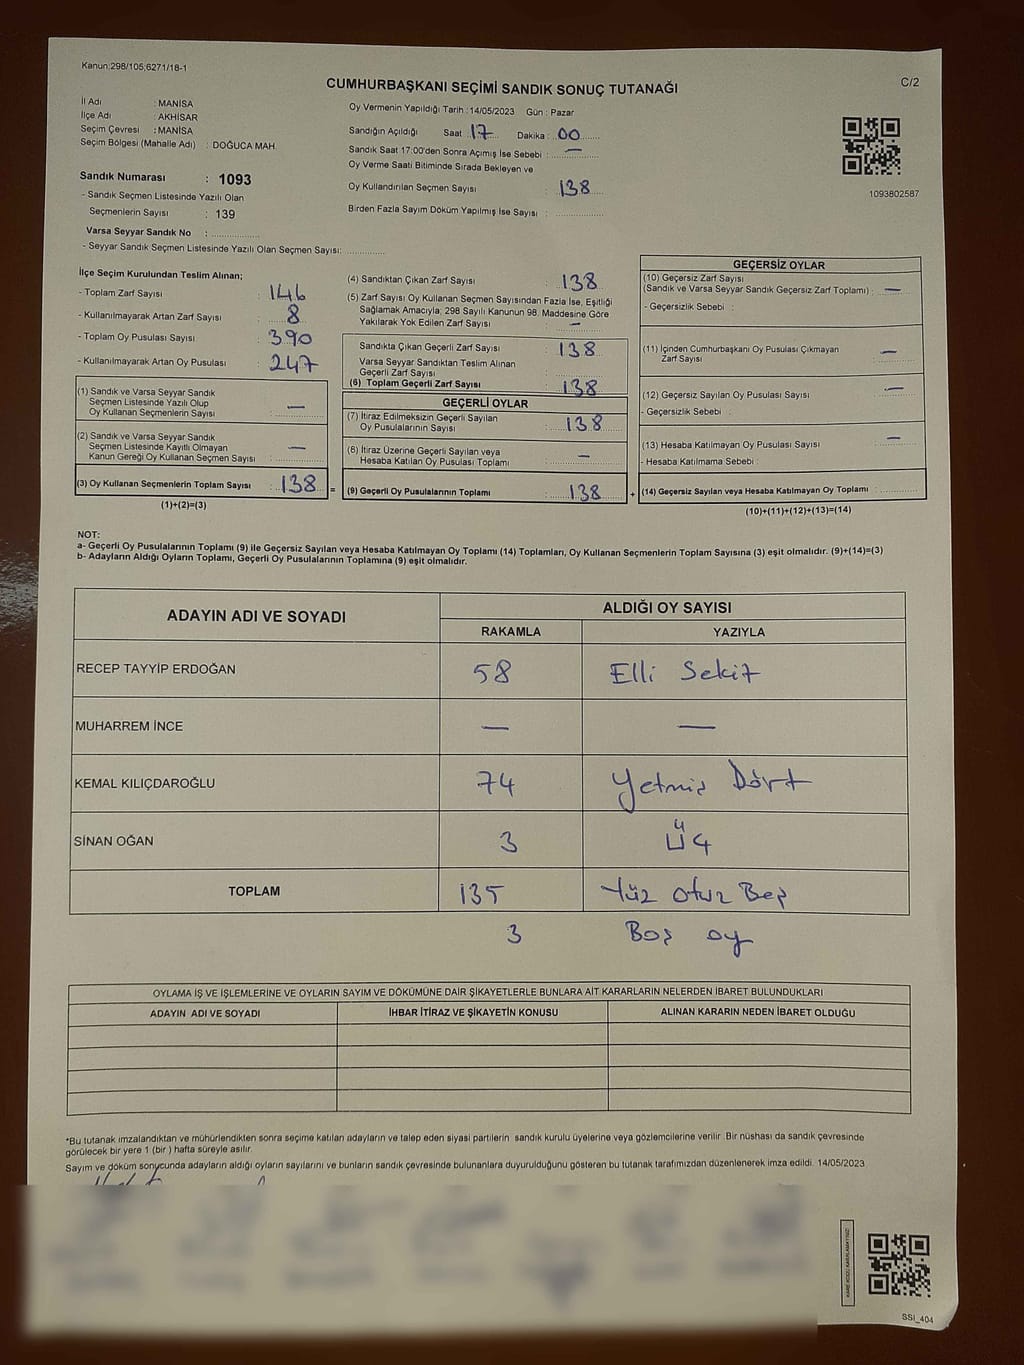 Kanun:298/105;6271/18-1
C/2
CUMHURBAŞKANI SEÇİMİ SANDIK SONUÇ TUTANAĞI
İl Adı : MANİSA
İlçe Adı : AKHİSAR
Seçim Çevresi : MANİSA
Seçim Bölgesi (Mahalle Adı) : DOĞUCA MAH.
Sandık Numarası : 1093
- Sandık Seçmen Listesinde Yazılı Olan
Seçmenlerin Sayısı : 139
Varsa Seyyar Sandık No :
- Seyyar Sandık Seçmen Listesinde Yazılı Olan Seçmen Sayısı:
Oy Vermenin Yapıldığı Tarih : 14/05/2023 Gün : Pazar
Sandığın Açıldığı Saat : 17 Dakika : 00
Sandık Saat 17:00'den Sonra Açılmış İse Sebebi : —
Oy Verme Saati Bitiminde Sırada Bekleyen ve
Oy Kullandırılan Seçmen Sayısı : 138
Birden Fazla Sayım Döküm Yapılmış İse Sayısı :
1093802587
İlçe Seçim Kurulundan Teslim Alınan;
- Toplam Zarf Sayısı : 146
- Kullanılmayarak Artan Zarf Sayısı : 8
- Toplam Oy Pusulası Sayısı : 390
- Kullanılmayarak Artan Oy Pusulası : 247
(1) Sandık ve Varsa Seyyar Sandık
Seçmen Listesinde Yazılı Olup
Oy Kullanan Seçmenlerin Sayısı : —
(2) Sandık ve Varsa Seyyar Sandık
Seçmen Listesinde Kayıtlı Olmayan
Kanun Gereği Oy Kullanan Seçmen Sayısı : —
(3) Oy Kullanan Seçmenlerin Toplam Sayısı : 138 =
(1)+(2)=(3)
(4) Sandıktan Çıkan Zarf Sayısı : 138
(5) Zarf Sayısı Oy Kullanan Seçmen Sayısından Fazla İse, Eşitliği
Sağlamak Amacıyla; 298 Sayılı Kanunun 98. Maddesine Göre
Yakılarak Yok Edilen Zarf Sayısı : —
Sandıkta Çıkan Geçerli Zarf Sayısı : 138
Varsa Seyyar Sandıktan Teslim Alınan
Geçerli Zarf Sayısı :
(6) Toplam Geçerli Zarf Sayısı : 138
GEÇERLİ OYLAR
(7) İtiraz Edilmeksizin Geçerli Sayılan
Oy Pusulalarının Sayısı : 138
(8) İtiraz Üzerine Geçerli Sayılan veya
Hesaba Katılan Oy Pusulası Toplamı : —
(9) Geçerli Oy Pusulalarının Toplamı : 138 +
GEÇERSİZ OYLAR
(10) Geçersiz Zarf Sayısı
(Sandık ve Varsa Seyyar Sandık Geçersiz Zarf Toplamı) : —
- Geçersizlik Sebebi :
(11) İçinden Cumhurbaşkanı Oy Pusulası Çıkmayan
Zarf Sayısı : —
(12) Geçersiz Sayılan Oy Pusulası Sayısı : —
- Geçersizlik Sebebi :
(13) Hesaba Katılmayan Oy Pusulası Sayısı : —
- Hesaba Katılmama Sebebi :
(14) Geçersiz Sayılan veya Hesaba Katılmayan Oy Toplamı :
(10)+(11)+(12)+(13)=(14)
NOT:
a- Geçerli Oy Pusulalarının Toplamı (9) ile Geçersiz Sayılan veya Hesaba Katılmayan Oy Toplamı (14) Toplamları, Oy Kullanan Seçmenlerin Toplam Sayısına (3) eşit olmalıdır. (9)+(14)=(3)
b- Adayların Aldığı Oyların Toplamı, Geçerli Oy Pusulalarının Toplamına (9) eşit olmalıdır.
ADAYIN ADI VE SOYADI
ALDIĞI OY SAYISI
RAKAMLA YAZIYLA
RECEP TAYYİP ERDOĞAN 58 Elli Sekiz
MUHARREM İNCE — —
KEMAL KILIÇDAROĞLU 74 Yetmiş Dört
SİNAN OĞAN 3 Üç
TOPLAM 135 Yüz Otuz Beş
3 Boş oy
OYLAMA İŞ VE İŞLEMLERİNE VE OYLARIN SAYIM VE DÖKÜMÜNE DAİR ŞİKAYETLERLE BUNLARA AİT KARARLARIN NELERDEN İBARET BULUNDUKLARI
ADAYIN ADI VE SOYADI İHBAR İTİRAZ VE ŞİKAYETİN KONUSU ALINAN KARARIN NEDEN İBARET OLDUĞU
*Bu tutanak imzalandıktan ve mühürlendikten sonra seçime katılan adayların ve talep eden siyasi partilerin sandık kurulu üyelerine veya gözlemcilerine verilir. Bir nüshası da sandık çevresinde
görülecek bir yere 1 (bir) hafta süreyle asılır.
Sayım ve döküm sonucunda adayların aldığı oyların sayılarını ve bunların sandık çevresinde bulunanlara duyurulduğunu gösteren bu tutanak tarafımızdan düzenlenerek imza edildi. 14/05/2023
SSI_404